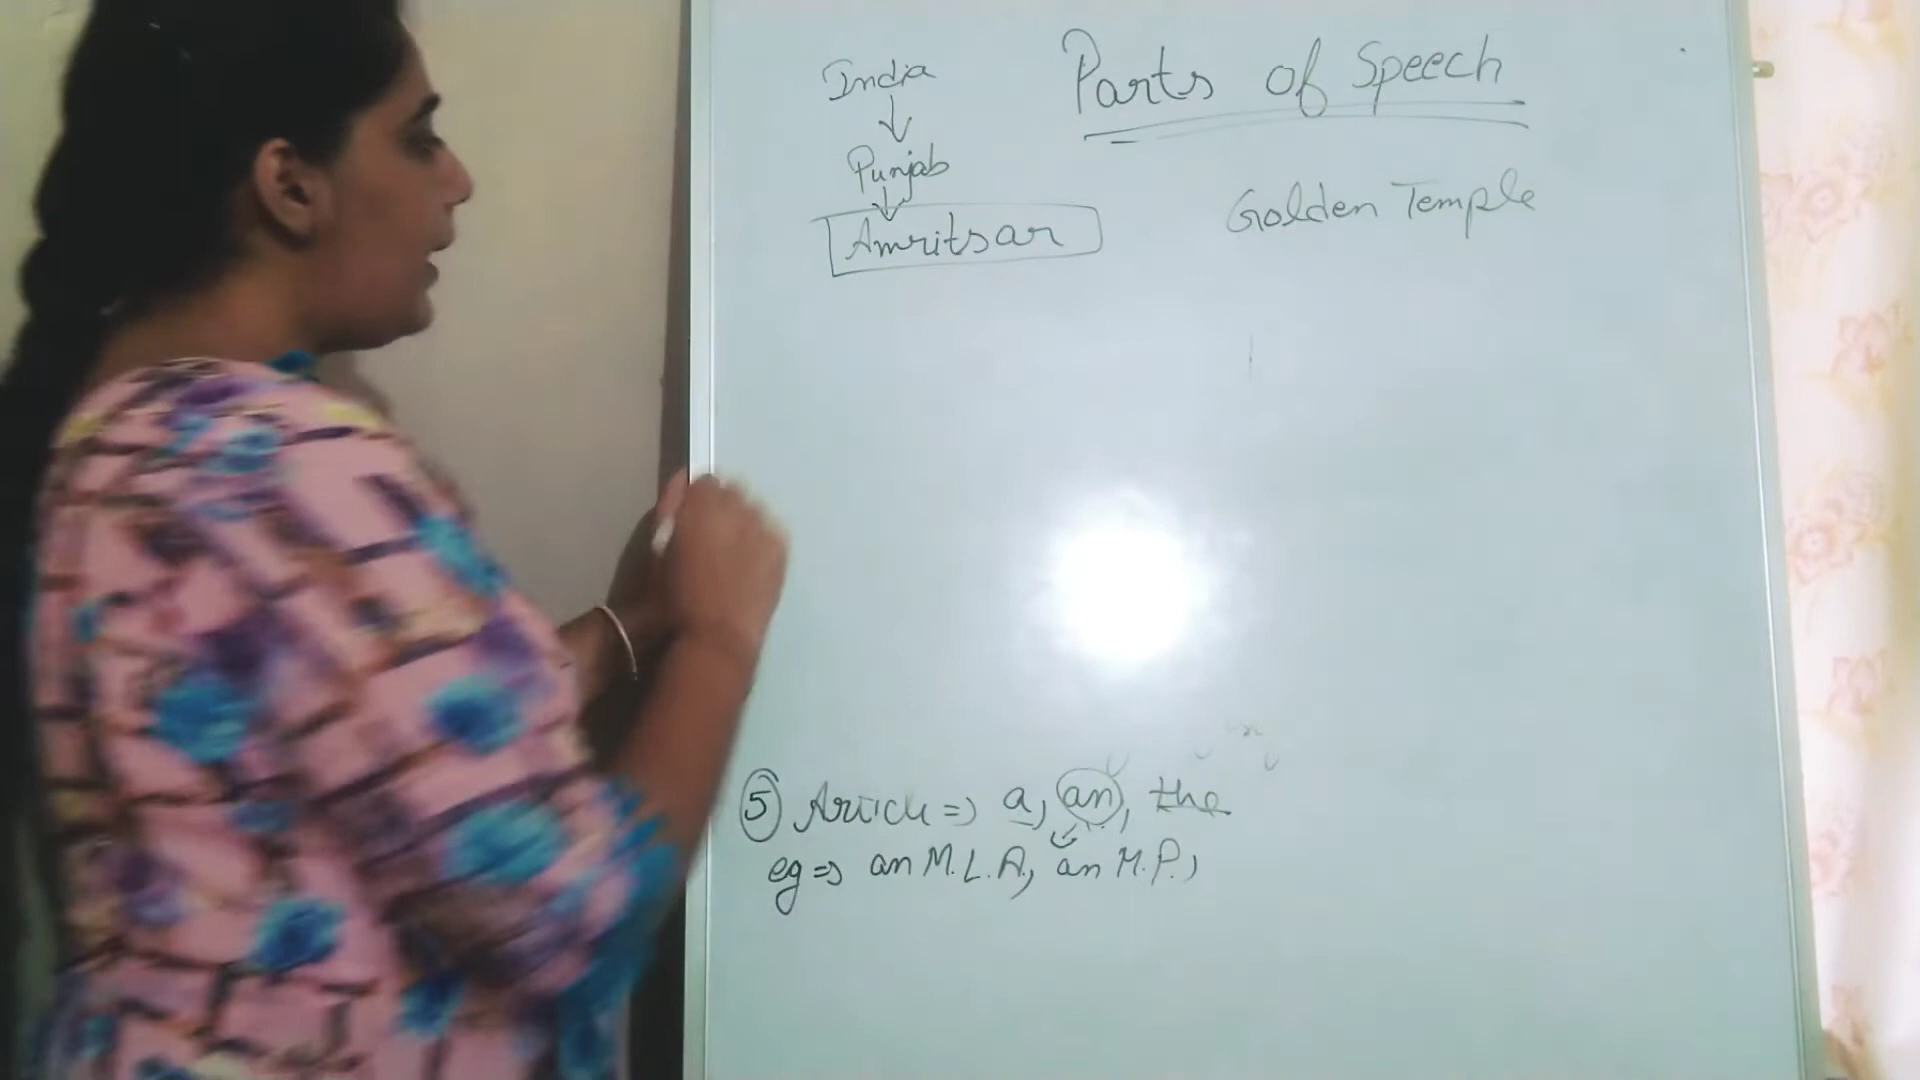 Parts of Speech
India
↓
Punjab
↓
Amritsar
Golden Temple
⑤ Article => a, an, the
eg => an M.L.A, an M.P.,